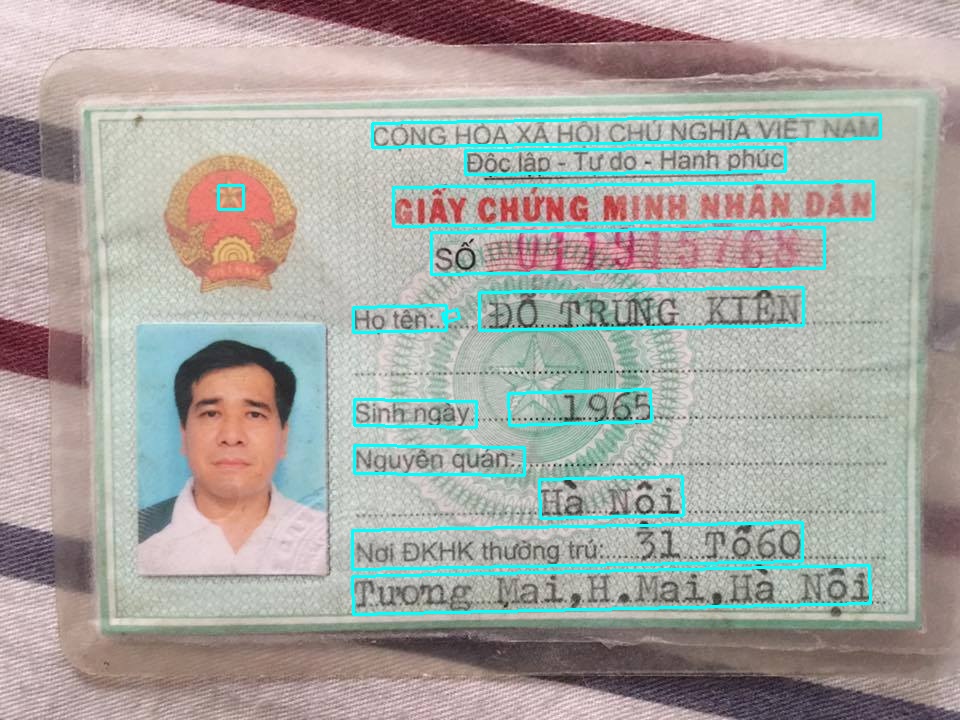 CỘNG HÒA XÃ HỘI CHỦ NGHĨA VIỆT NAM
Độc lập - Tự do - Hạnh phúc
GIẤY CHỨNG MINH NHÂN DÂN
SỐ 011915768
Họ tên: ĐỖ TRUNG KIÊN
Sinh ngày 1965
Nguyên quán:
Hà Nội
Nơi ĐKHK thường trú: 31 Tổ60
Tương Mai,H.Mai,Hà Nội